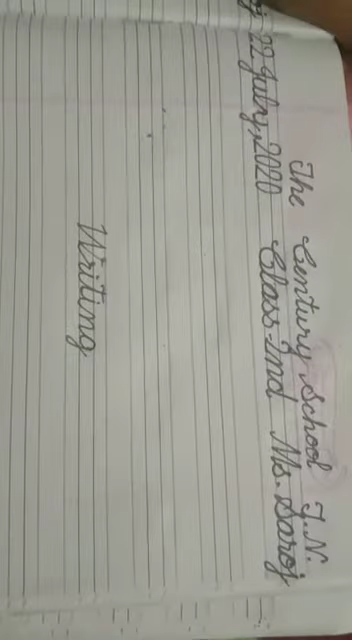 The Century School J.N.
22 July, 2020 Class-2nd Ms. Saroj
Writing